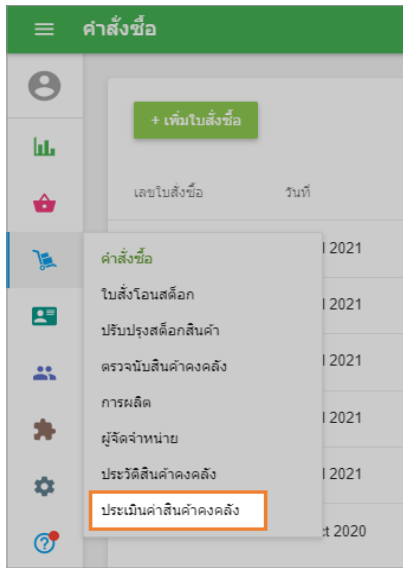 คำสั่งซื้อ
+ เพิ่มใบสั่งซื้อ
เลขใบสั่งซื้อ วันที่
คำสั่งซื้อ
ใบสั่งโอนสต็อก
ปรับปรุงสต็อกสินค้า
ตรวจนับสินค้าคงคลัง
การผลิต
ผู้จัดจำหน่าย
ประวัติสินค้าคงคลัง
ประเมินค่าสินค้าคงคลัง
2021
2021
2021
2021
2021
2020